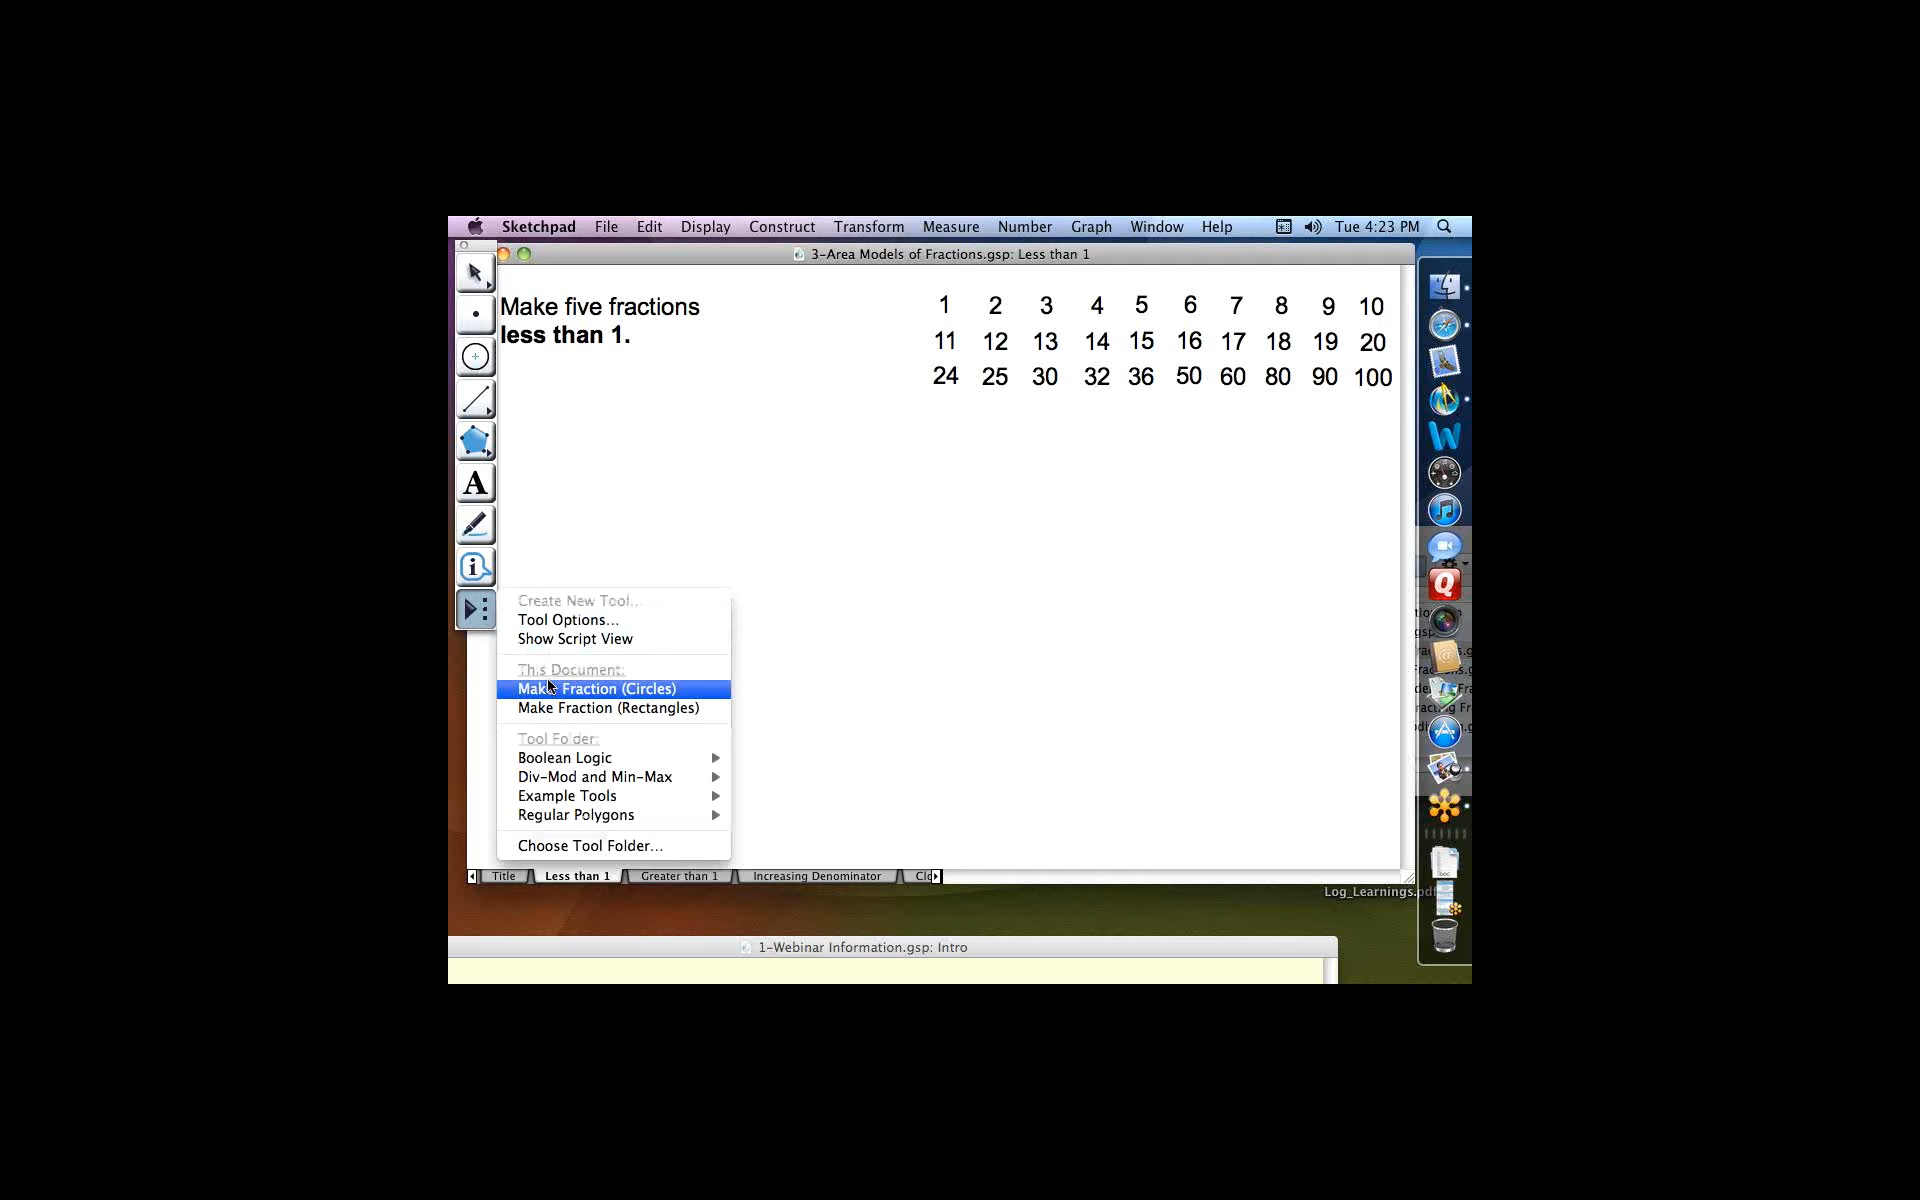 Sketchpad File Edit Display Construct Transform Measure Number Graph Window Help Tue 4:23 PM
3-Area Models of Fractions.gsp: Less than 1
Make five fractions
less than 1.
1 2 3 4 5 6 7 8 9 10
11 12 13 14 15 16 17 18 19 20
24 25 30 32 36 50 60 80 90 100
A
Create New Tool...
Tool Options...
Show Script View
This Document:
Make Fraction (Circles)
Make Fraction (Rectangles)
Tool Folder:
Boolean Logic
Div-Mod and Min-Max
Example Tools
Regular Polygons
Choose Tool Folder...
Title Less than 1 Greater than 1 Increasing Denominator
Log_Learnings.pdf
1-Webinar Information.gsp: Intro